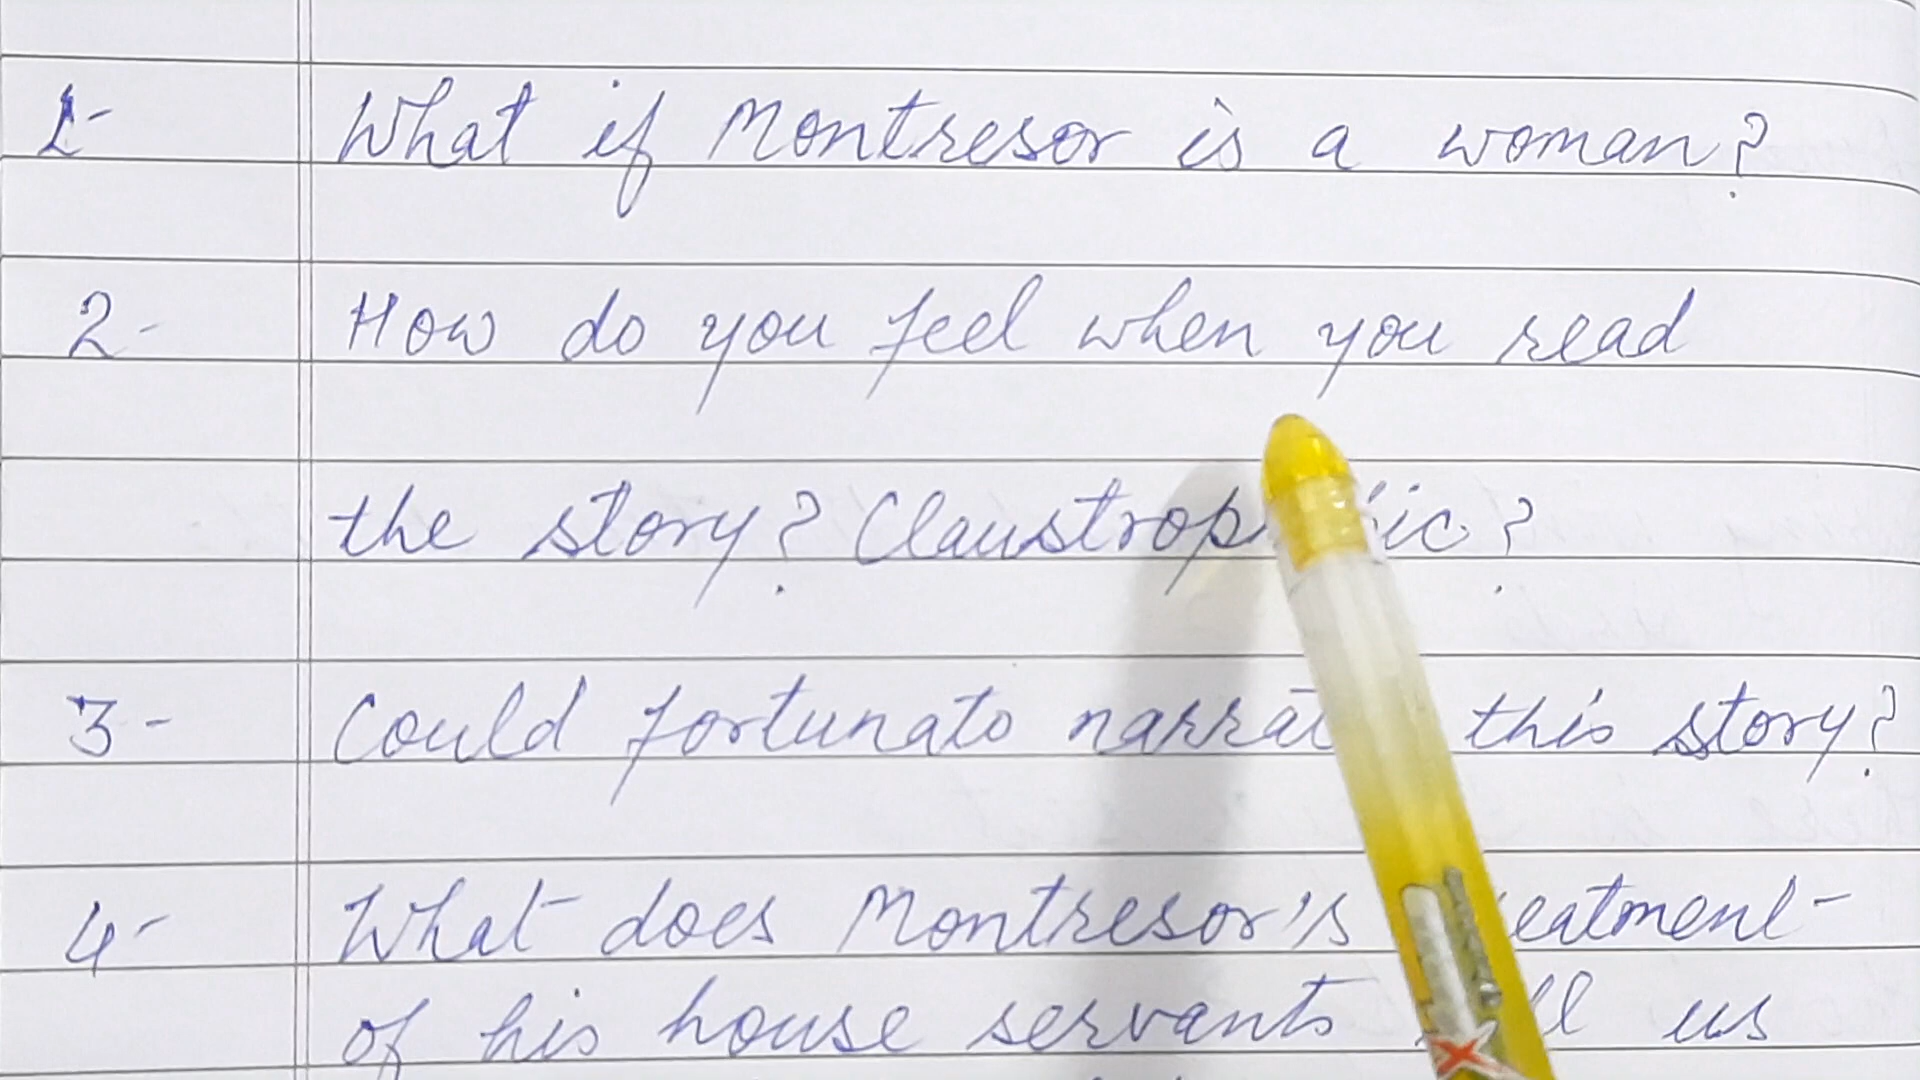 1- What if Montresor is a woman?
2- How do you feel when you read
the story? Claustrophic?
3- Could fortunato narrat this story?
4- What does Montresor's eatment
of his house servants ll us